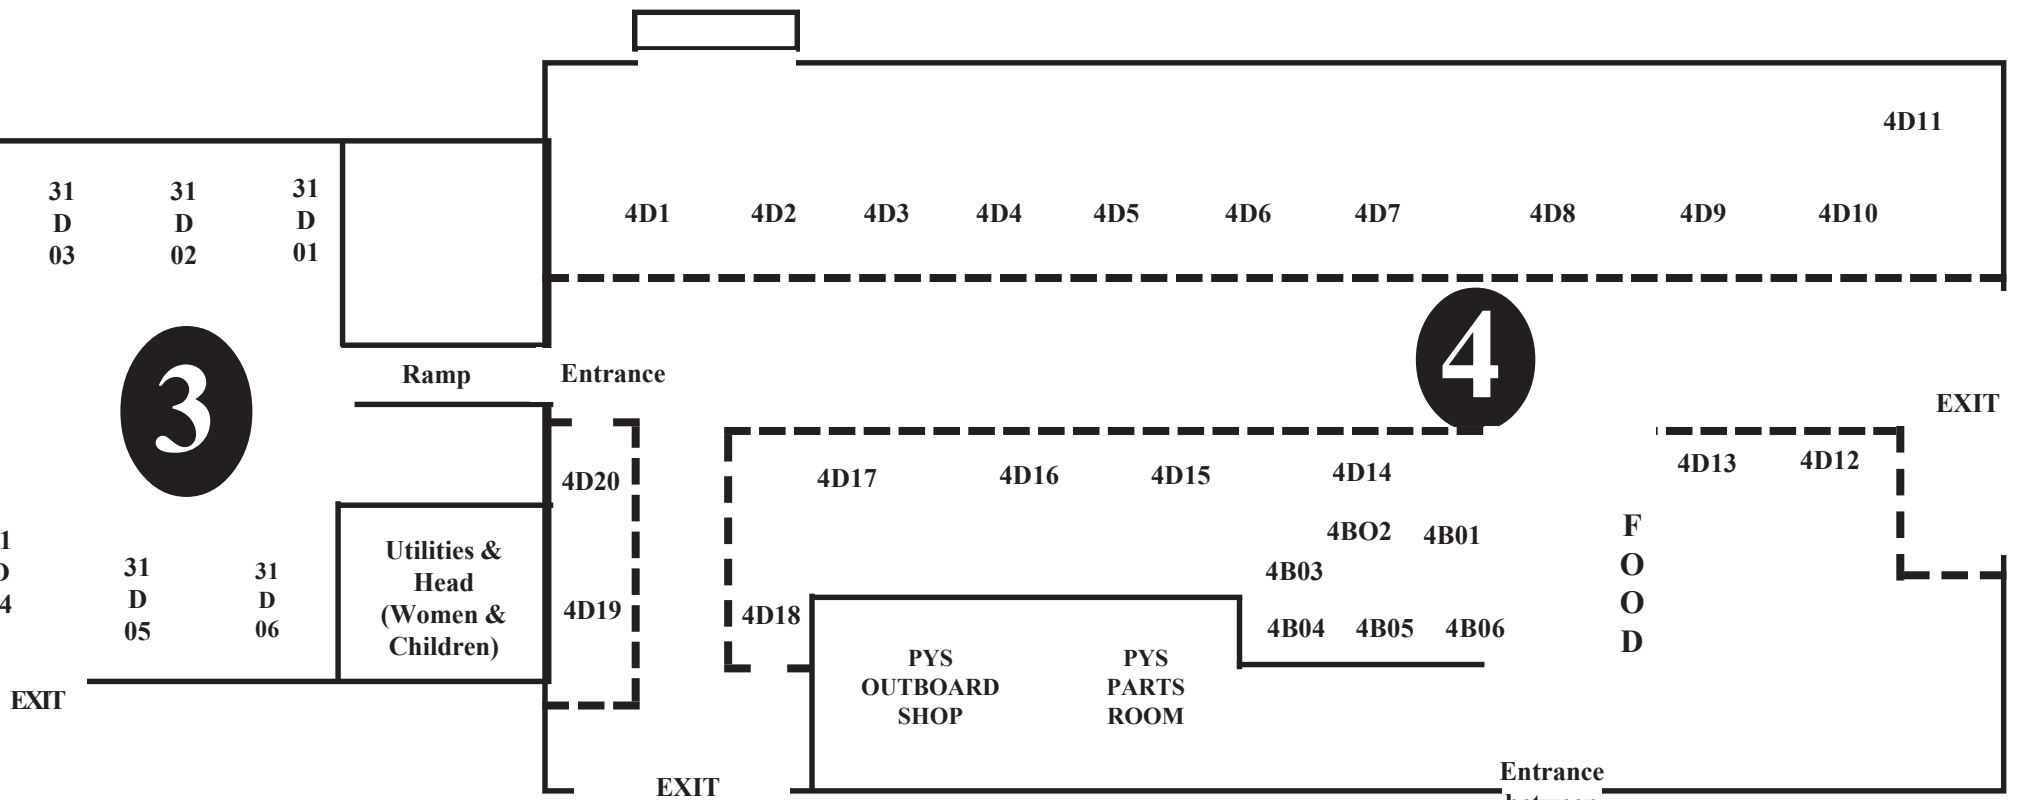 4D11
31
D
03
31
D
02
31
D
01
4D1 4D2 4D3 4D4 4D5 4D6 4D7 4D8 4D9 4D10
3
4
Ramp
Entrance
EXIT
4D20
4D17 4D16 4D15 4D14 4D13 4D12
4BO2 4B01
4B03
4B04 4B05 4B06
F
O
O
D
31
D
05
31
D
06
Utilities &
Head
(Women &
Children)
4D19
4D18
PYS
OUTBOARD
SHOP
PYS
PARTS
ROOM
EXIT
EXIT
Entrance